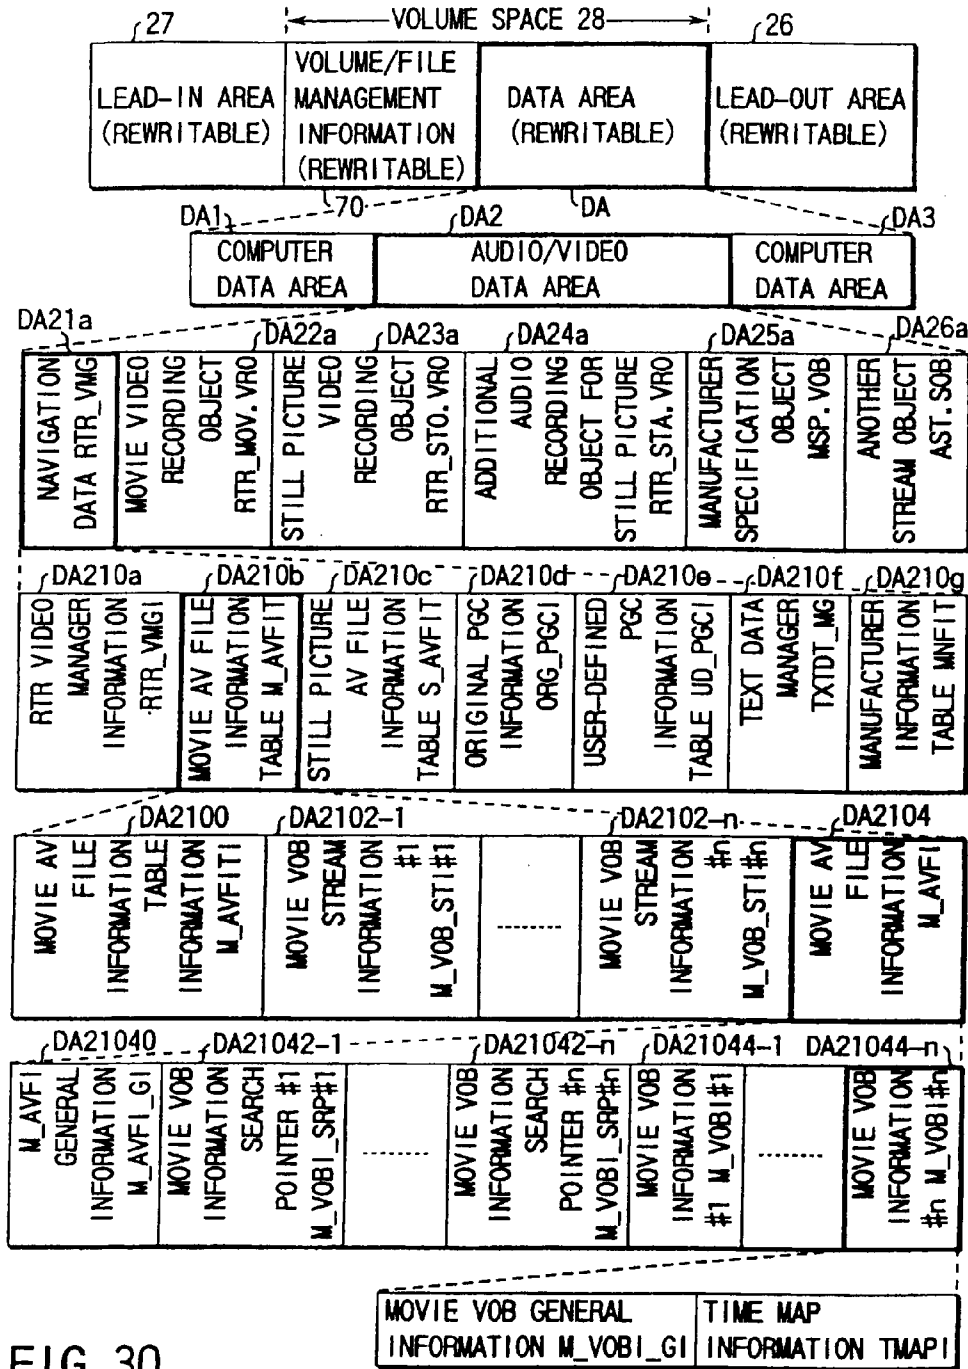 27
VOLUME SPACE 28
26
LEAD-IN AREA
(REWRITABLE)
VOLUME/FILE
MANAGEMENT
INFORMATION
(REWRITABLE)
DATA AREA
(REWRITABLE)
LEAD-OUT AREA
(REWRITABLE)
70
DA
DA1
DA2
DA3
COMPUTER
DATA AREA
AUDIO/VIDEO
DATA AREA
COMPUTER
DATA AREA
DA21a
DA22a
DA23a
DA24a
DA25a
DA26a
NAVIGATION
DATA RTR_VMG
MOVIE VIDEO
RECORDING
OBJECT
RTR_MOV.VRO
STILL PICTURE
VIDEO
RECORDING
OBJECT
RTR_STO.VRO
ADDITIONAL
AUDIO
RECORDING
OBJECT FOR
STILL PICTURE
RTR_STA.VRO
MANUFACTURER
SPECIFICATION
OBJECT
MSP.VOB
ANOTHER
STREAM OBJECT
AST.SOB
DA210a
DA210b
DA210c
DA210d
DA210e
DA210f
DA210g
RTR VIDEO
MANAGER
INFORMATION
RTR_VMGI
MOVIE AV FILE
INFORMATION
TABLE M_AVFIT
STILL PICTURE
AV FILE
INFORMATION
TABLE S_AVFIT
ORIGINAL PGC
INFORMATION
ORG_PGCI
USER-DEFINED
PGC
INFORMATION
TABLE UD_PGCI
TEXT DATA
MANAGER
TXTDT_MG
MANUFACTURER
INFORMATION
TABLE MNFIT
DA2100
DA2102-1
DA2102-n
DA2104
MOVIE AV
FILE
INFORMATION
TABLE
INFORMATION
M_AVFITI
MOVIE VOB
STREAM
INFORMATION
#1
M_VOB_STI#1
........
MOVIE VOB
STREAM
INFORMATION
#n
M_VOB_STI#n
MOVIE AV
FILE
INFORMATION
M_AVFI
DA21040
DA21042-1
DA21042-n
DA21044-1
DA21044-n
M_AVFI
GENERAL
INFORMATION
M_AVFI_GI
MOVIE VOB
INFORMATION
SEARCH
POINTER #1
M_VOBI_SRP#1
........
MOVIE VOB
INFORMATION
SEARCH
POINTER #n
M_VOBI_SRP#n
MOVIE VOB
INFORMATION
#1 M_VOBI#1
........
MOVIE VOB
INFORMATION
#n M_VOBI#n
MOVIE VOB GENERAL
INFORMATION M_VOBI_GI
TIME MAP
INFORMATION TMAPI
FIG. 30